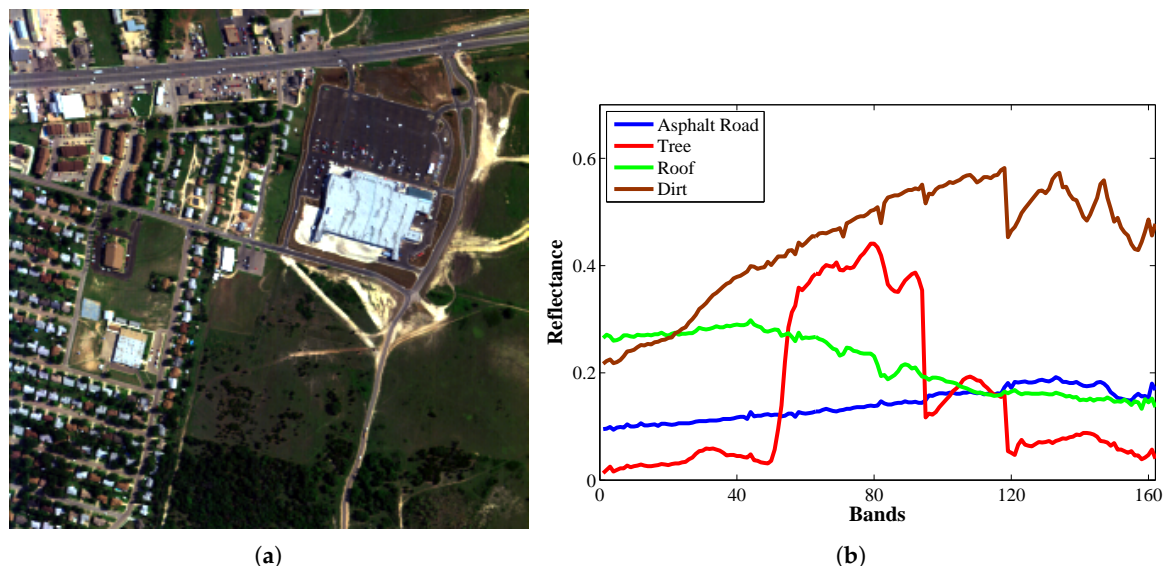 Asphalt Road
Tree
Roof
Dirt
0.6
0.4
0.2
0
Reflectance
0 40 80 120 160
Bands
(a) (b)